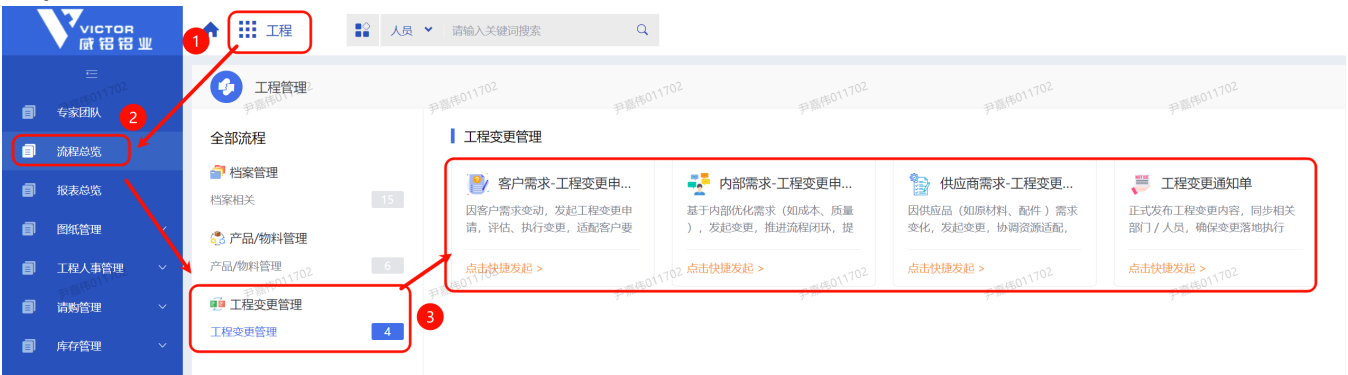 VICTOR
威铝铝业
工程
人员
请输入关键词搜索
1
专家团队
2
流程总览
报表总览
图纸管理
工程人事管理
请购管理
库存管理
工程管理
全部流程
档案管理
档案相关
15
产品/物料管理
产品/物料管理
6
工程变更管理
工程变更管理
4
3
工程变更管理
客户需求-工程变更申...
因客户需求变动，发起工程变更申
请，评估、执行变更，适配客户要
点击快捷发起 >
内部需求-工程变更申...
基于内部优化需求（如成本、质量
），发起变更，推进流程闭环，提
点击快捷发起 >
供应商需求-工程变更...
因供应品（如原材料、配件 ）需求
变化，发起变更，协调资源适配，
点击快捷发起 >
工程变更通知单
正式发布工程变更内容，同步相关
部门 / 人员，确保变更落地执行
点击快捷发起 >
尹嘉伟011702